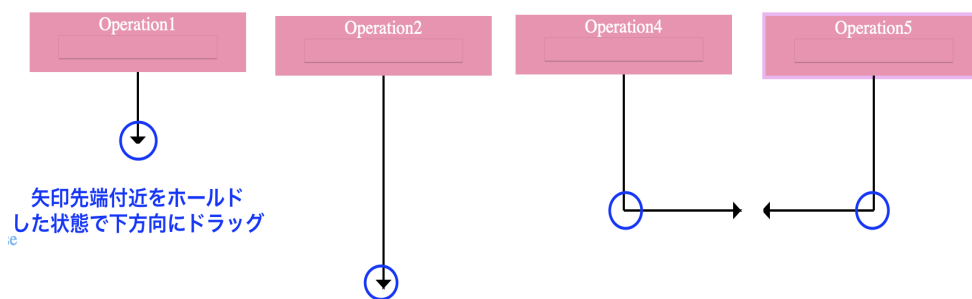 Operation1
Operation2
Operation4
Operation5
矢印先端付近をホールド
した状態で下方向にドラッグ